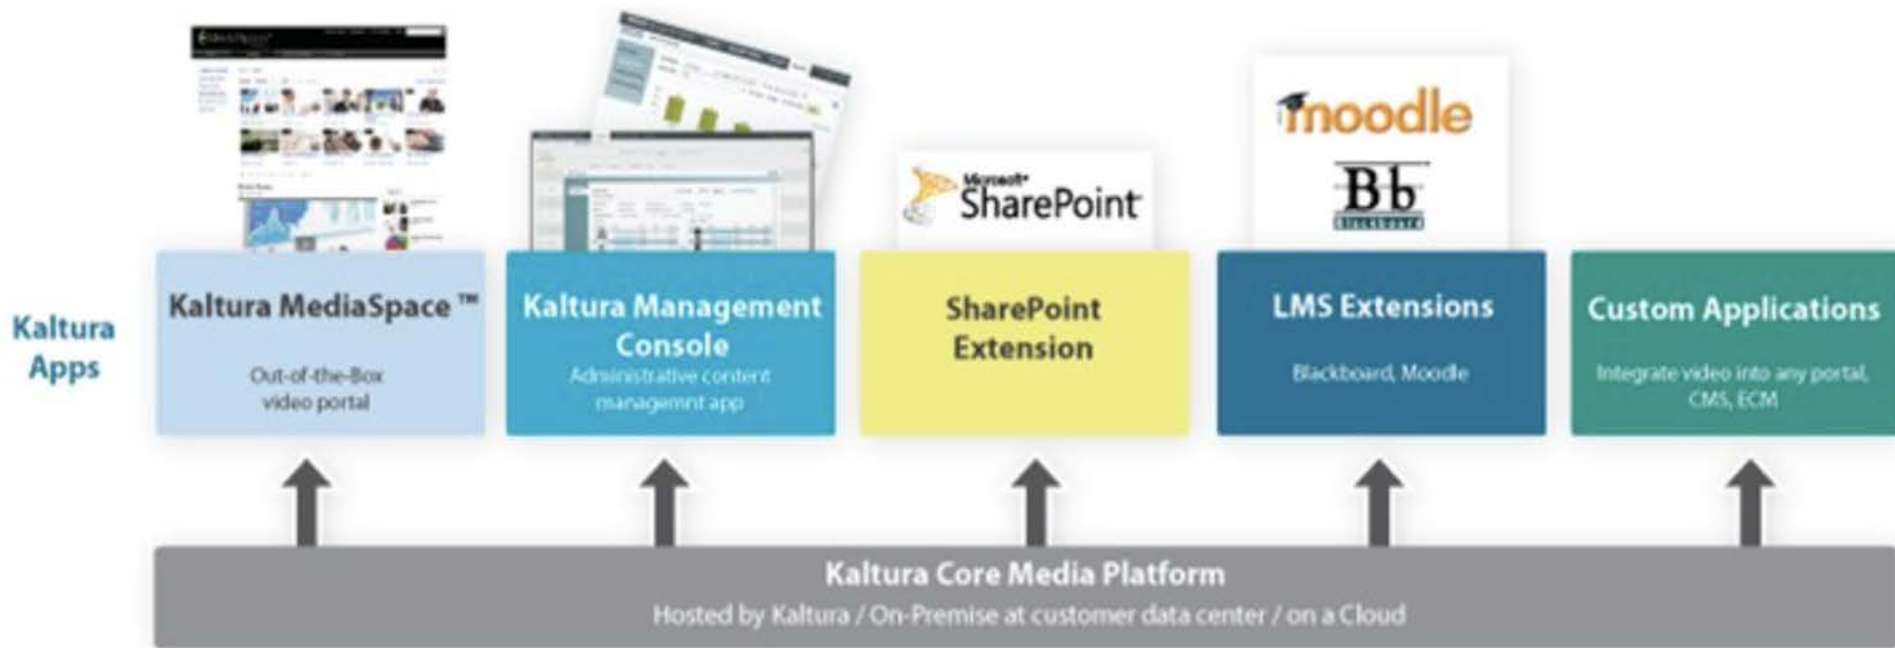 moodle
Microsoft
SharePoint
Bb
Blackboard
Kaltura
Apps
Kaltura MediaSpace ™
Out-of-the-Box
video portal
Kaltura Management
Console
Administrative content
managemnt app
SharePoint
Extension
LMS Extensions
Blackboard, Moodle
Custom Applications
Integrate video into any portal,
CMS, ECM
Kaltura Core Media Platform
Hosted by Kaltura / On-Premise at customer data center / on a Cloud